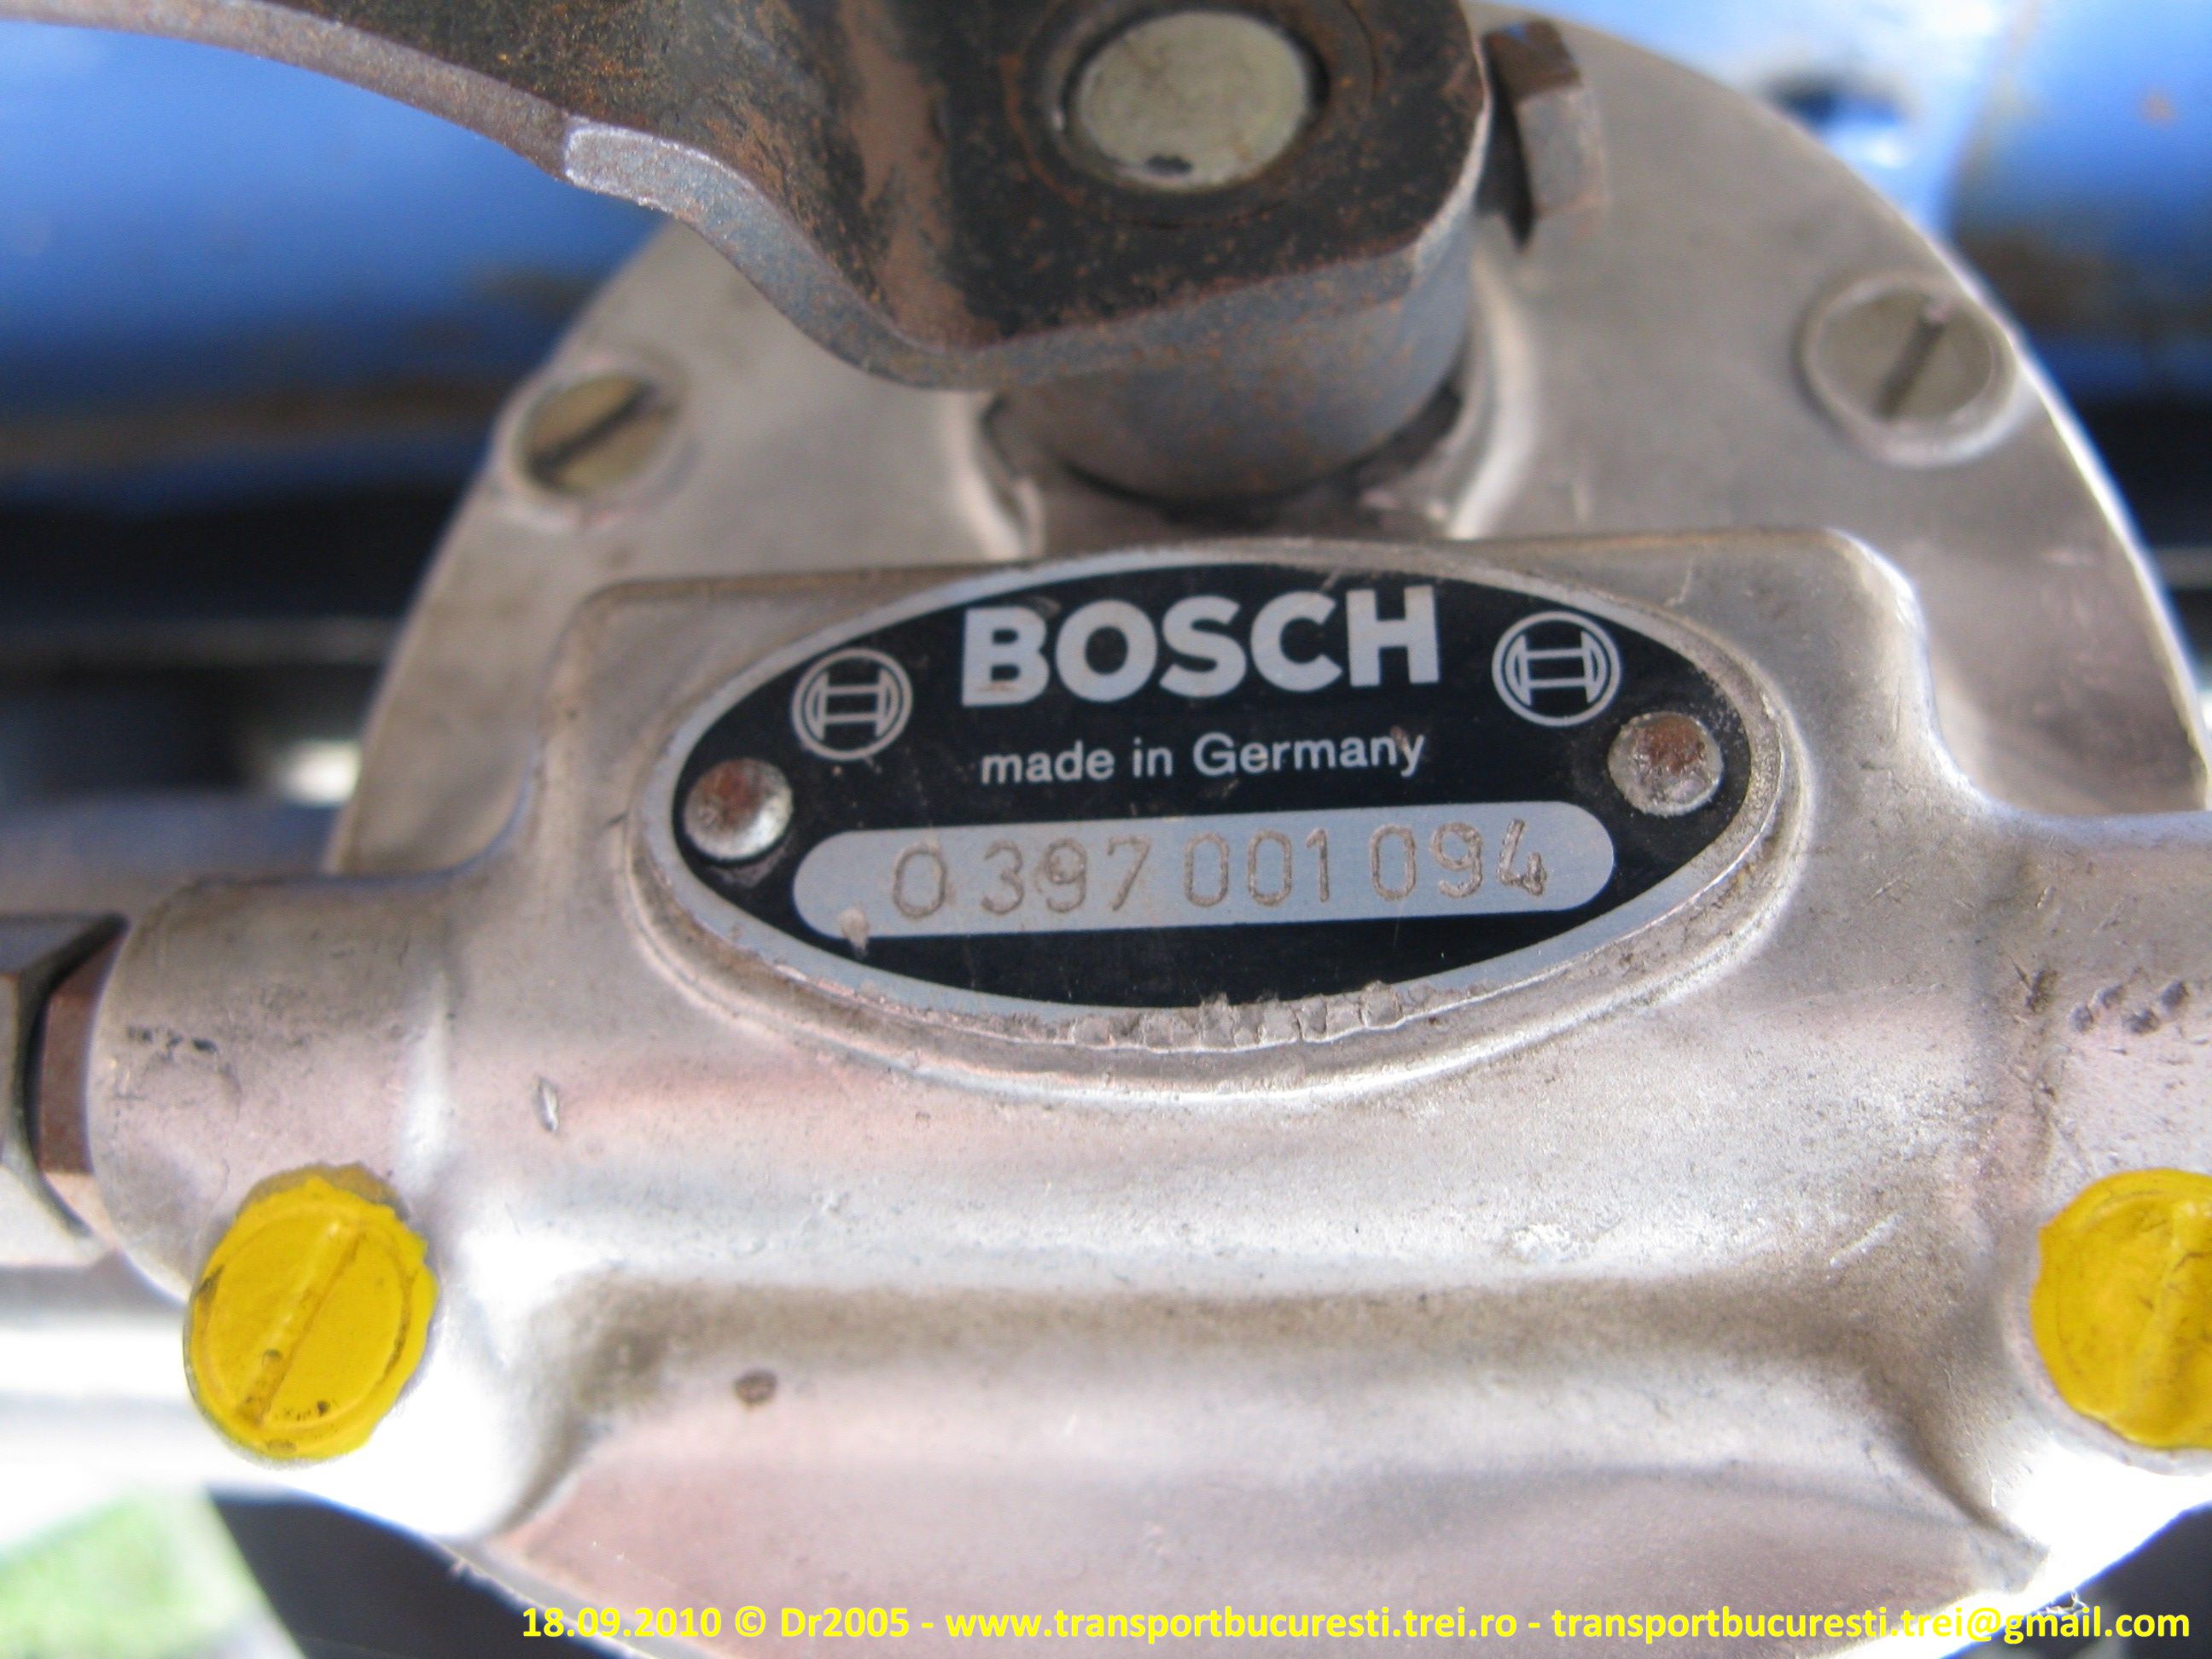 BOSCH
made in Germany
0 397 001 094
18.09.2010 © Dr2005 - www.transportbucuresti.trei.ro - transportbucuresti.trei@gmail.com